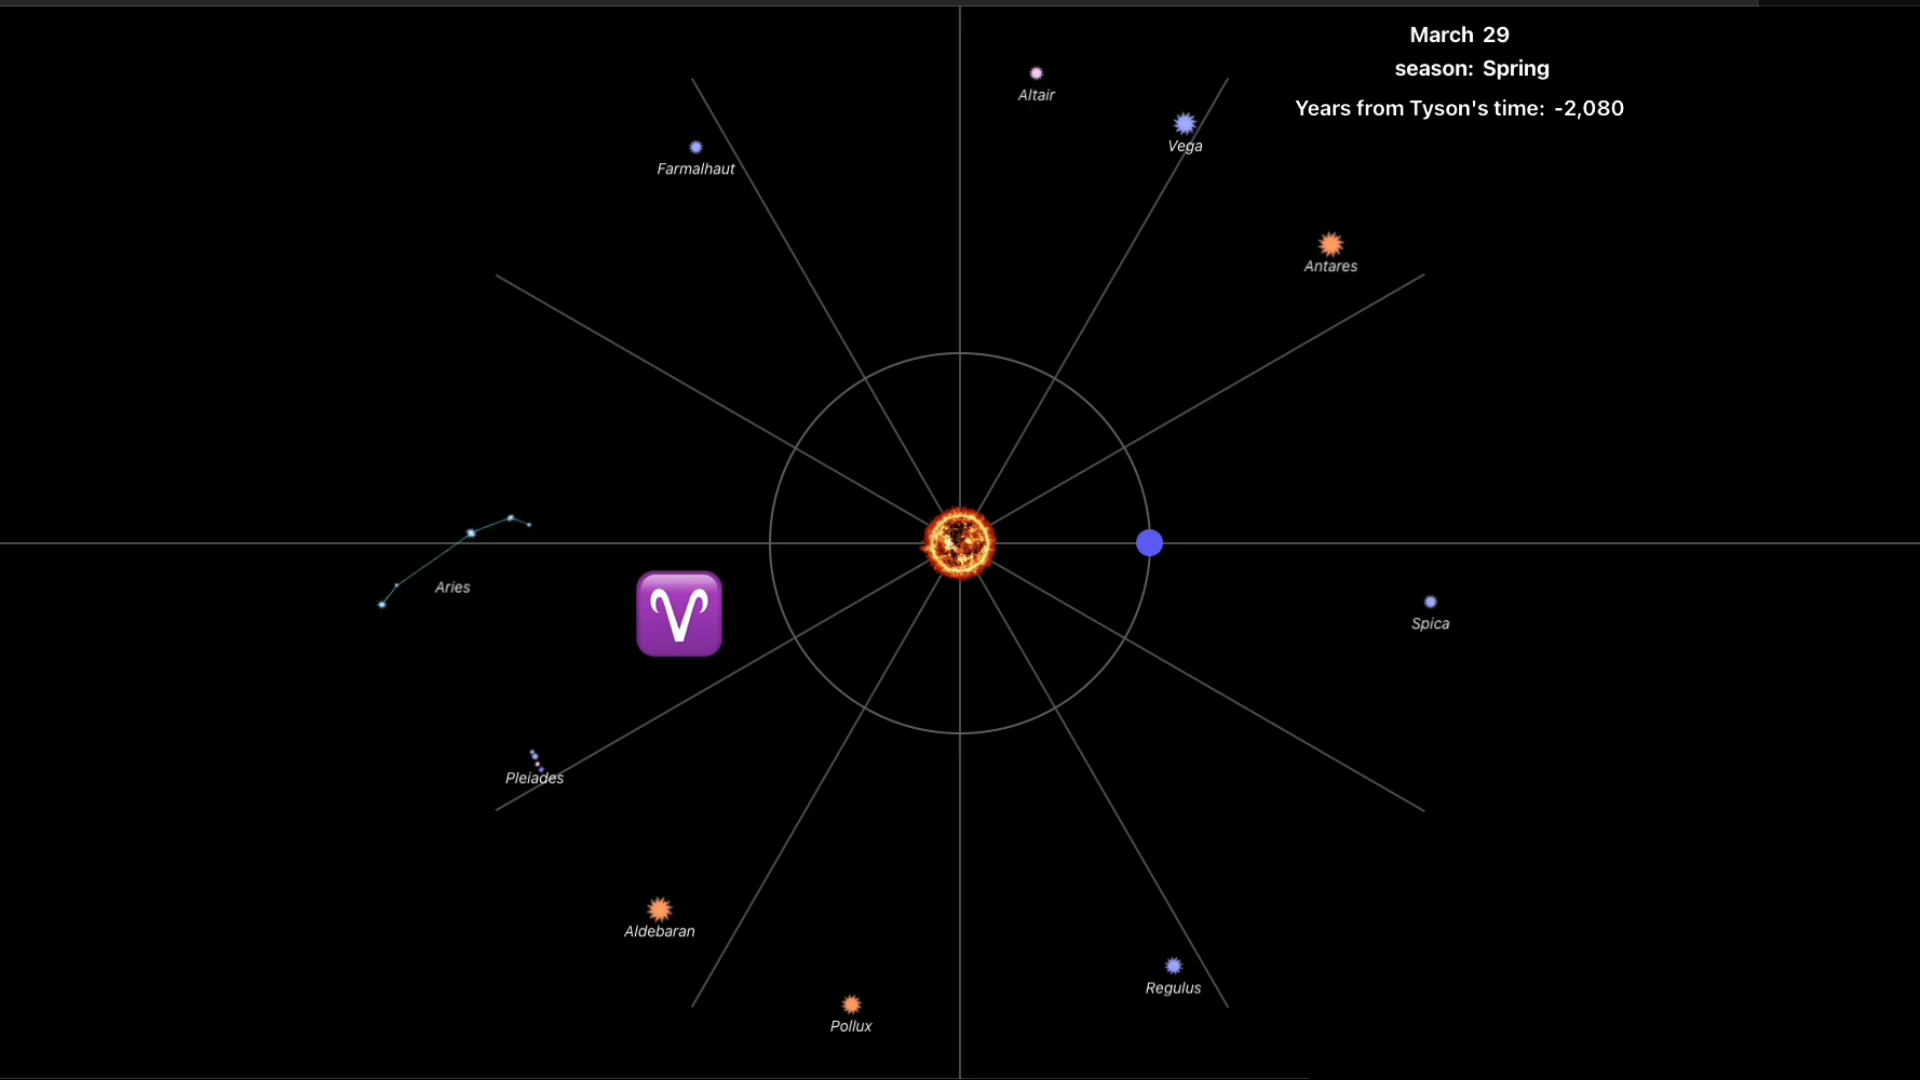 March 29
season: Spring
Years from Tyson's time: -2,080
Altair
Vega
Farmalhaut
Antares
Aries
Spica
Pleiades
Aldebaran
Regulus
Pollux